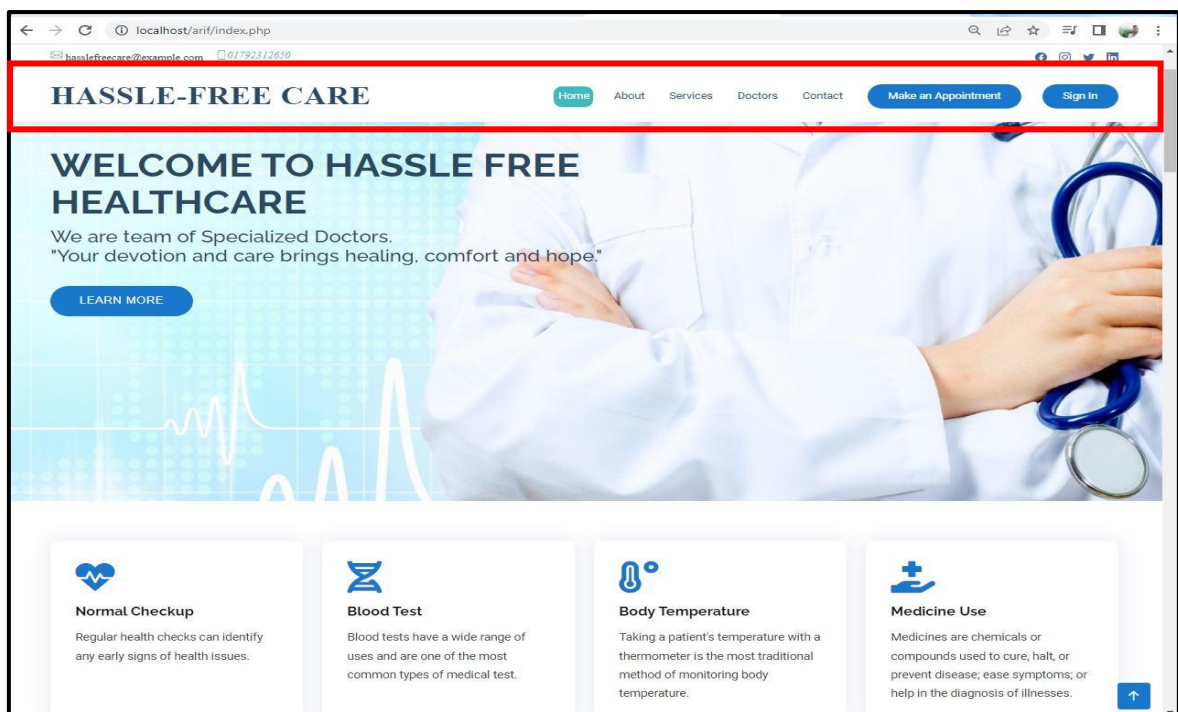 localhost/arif/index.php
hasslefreecare@example.com 01792312650
HASSLE-FREE CARE Home About Services Doctors Contact Make an Appointment Sign In
WELCOME TO HASSLE FREE
HEALTHCARE
We are team of Specialized Doctors.
"Your devotion and care brings healing, comfort and hope."
LEARN MORE
Normal Checkup
Regular health checks can identify
any early signs of health issues.
Blood Test
Blood tests have a wide range of
uses and are one of the most
common types of medical test.
Body Temperature
Taking a patient's temperature with a
thermometer is the most traditional
method of monitoring body
temperature.
Medicine Use
Medicines are chemicals or
compounds used to cure, halt, or
prevent disease; ease symptoms; or
help in the diagnosis of illnesses.